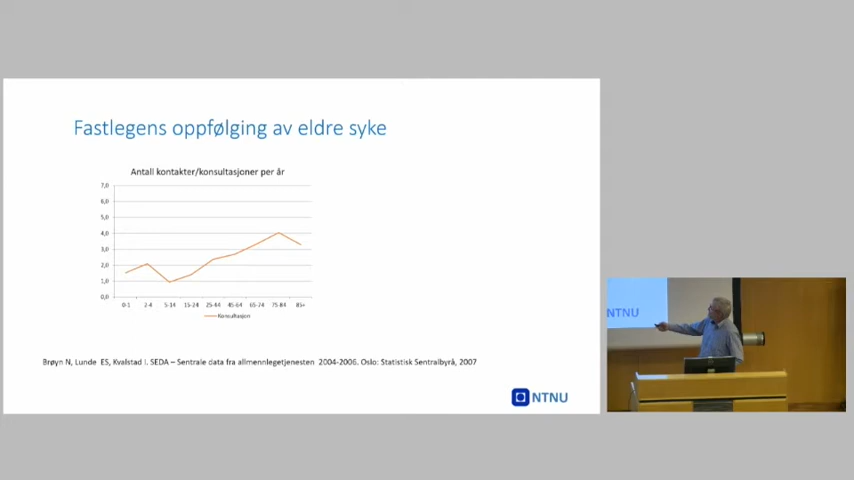 Fastlegens oppfølging av eldre syke
Antall kontakter/konsultasjoner per år
7,0
6,0
5,0
4,0
3,0
2,0
1,0
0,0
0-1 2-4 5-14 15-24 25-44 45-64 65-74 75-84 85+
Konsultasjon
Brøyn N, Lunde ES, Kvalstad I. SEDA – Sentrale data fra allmennlegetjenesten 2004-2006. Oslo: Statistisk Sentralbyrå, 2007
NTNU
NTNU